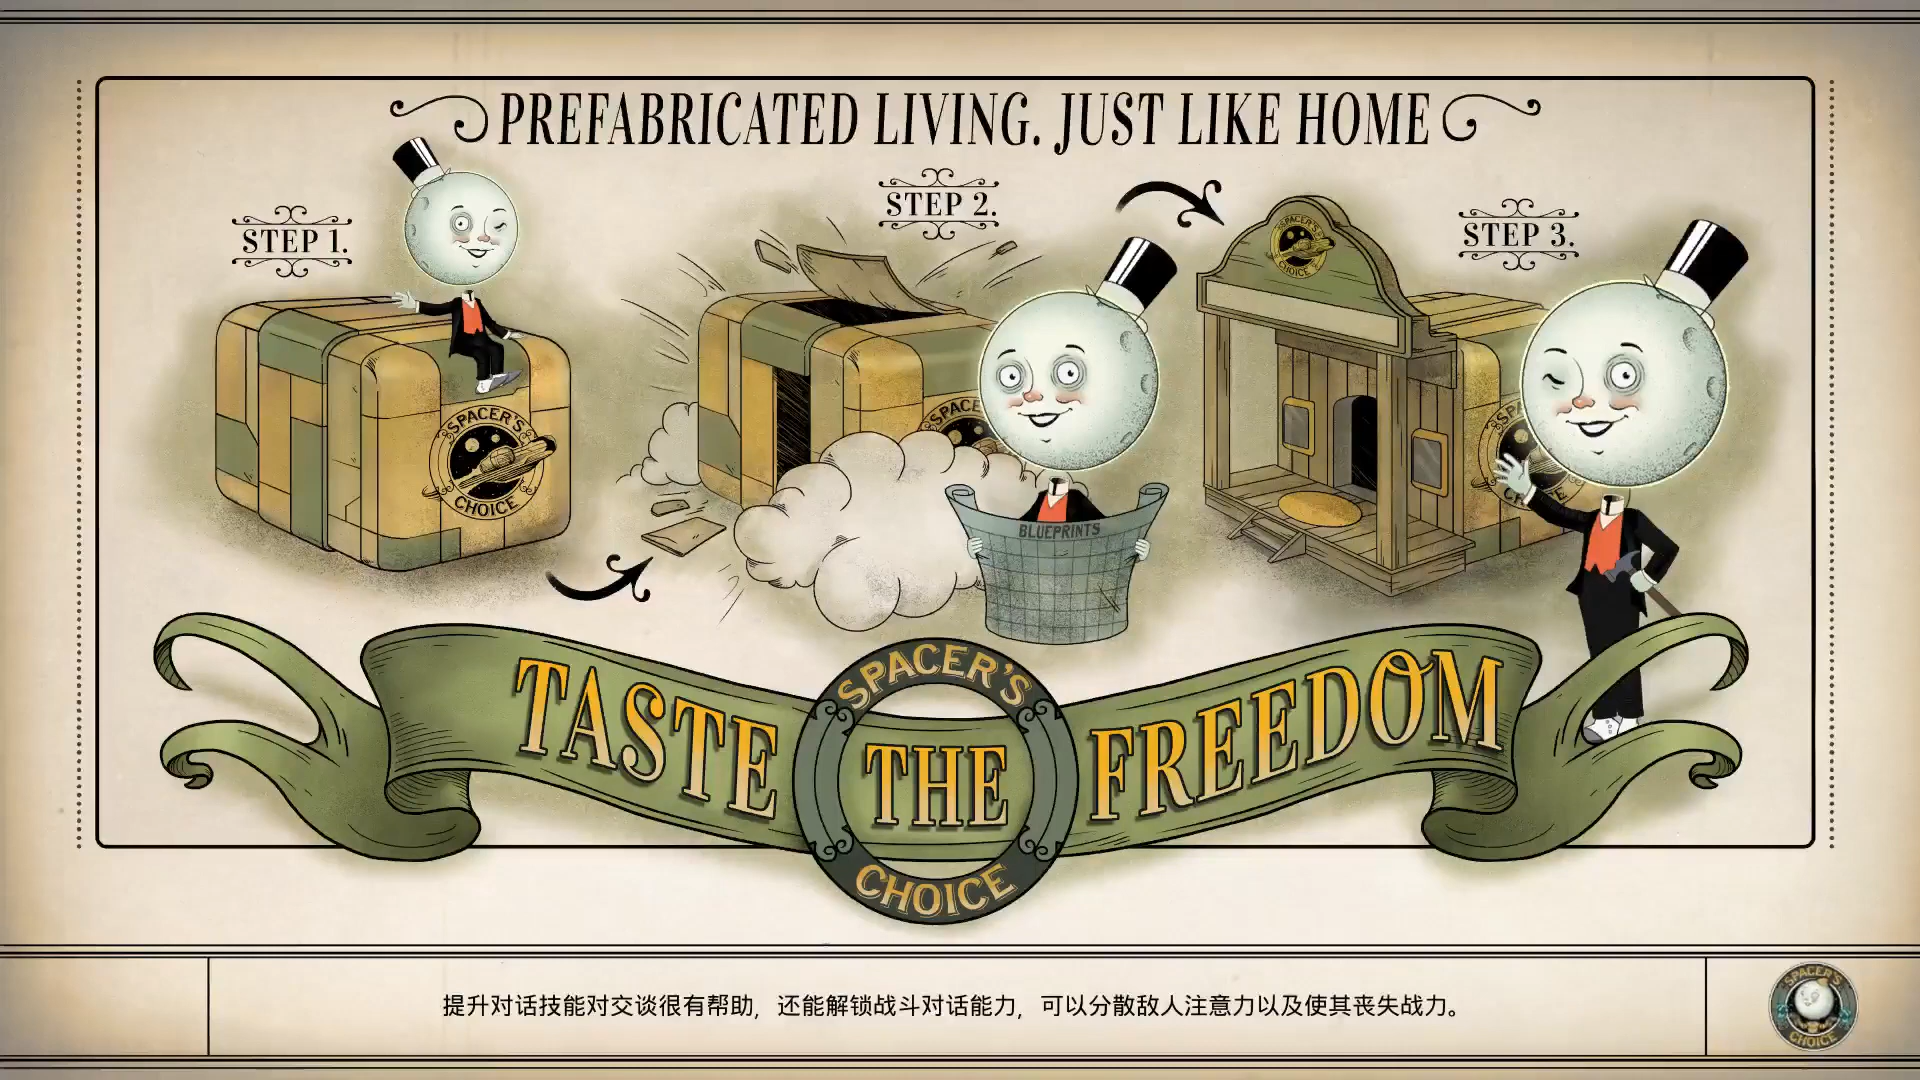 PREFABRICATED LIVING. JUST LIKE HOME
STEP 1.
STEP 2.
STEP 3.
SPACER'S
CHOICE
SPACER'S
CHOICE
BLUEPRINTS
TASTE THE FREEDOM
SPACER'S
CHOICE
提升对话技能对交谈很有帮助，还能解锁战斗对话能力，可以分散敌人注意力以及使其丧失战力。
SPACER'S
CHOICE